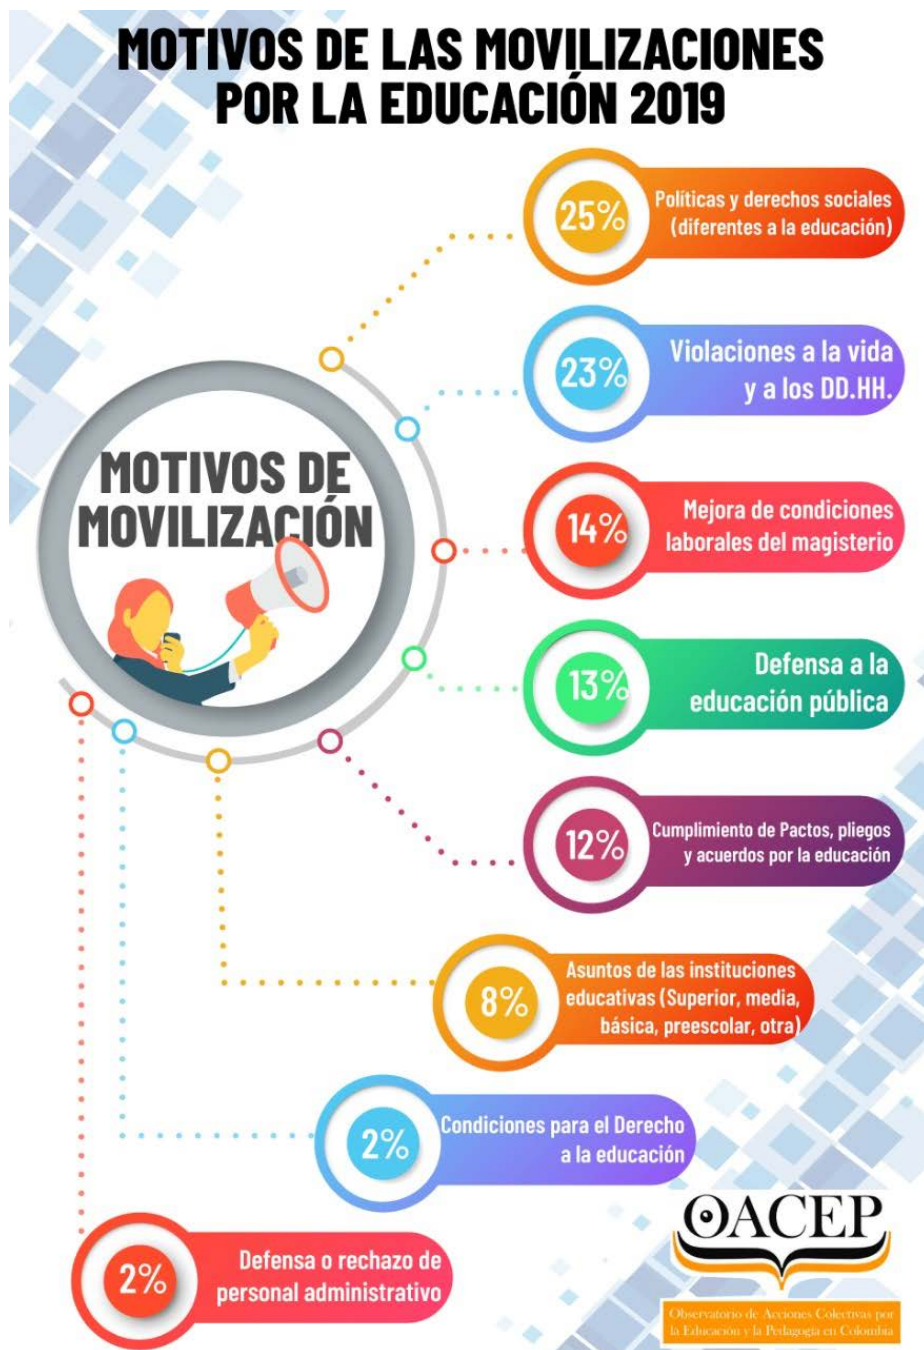 MOTIVOS DE LAS MOVILIZACIONES
POR LA EDUCACIÓN 2019
25%
Políticas y derechos sociales
(diferentes a la educación)
23%
Violaciones a la vida
y a los DD.HH.
MOTIVOS DE
MOVILIZACIÓN
14%
Mejora de condiciones
laborales del magisterio
13%
Defensa a la
educación pública
12%
Cumplimiento de Pactos, pliegos
y acuerdos por la educación
8%
Asuntos de las instituciones
educativas (Superior, media,
básica, preescolar, otra)
2%
Condiciones para el Derecho
a la educación
2%
Defensa o rechazo de
personal administrativo
OACEP
Observatorio de Acciones Colectivas por
la Educación y la Pedagogía en Colombia